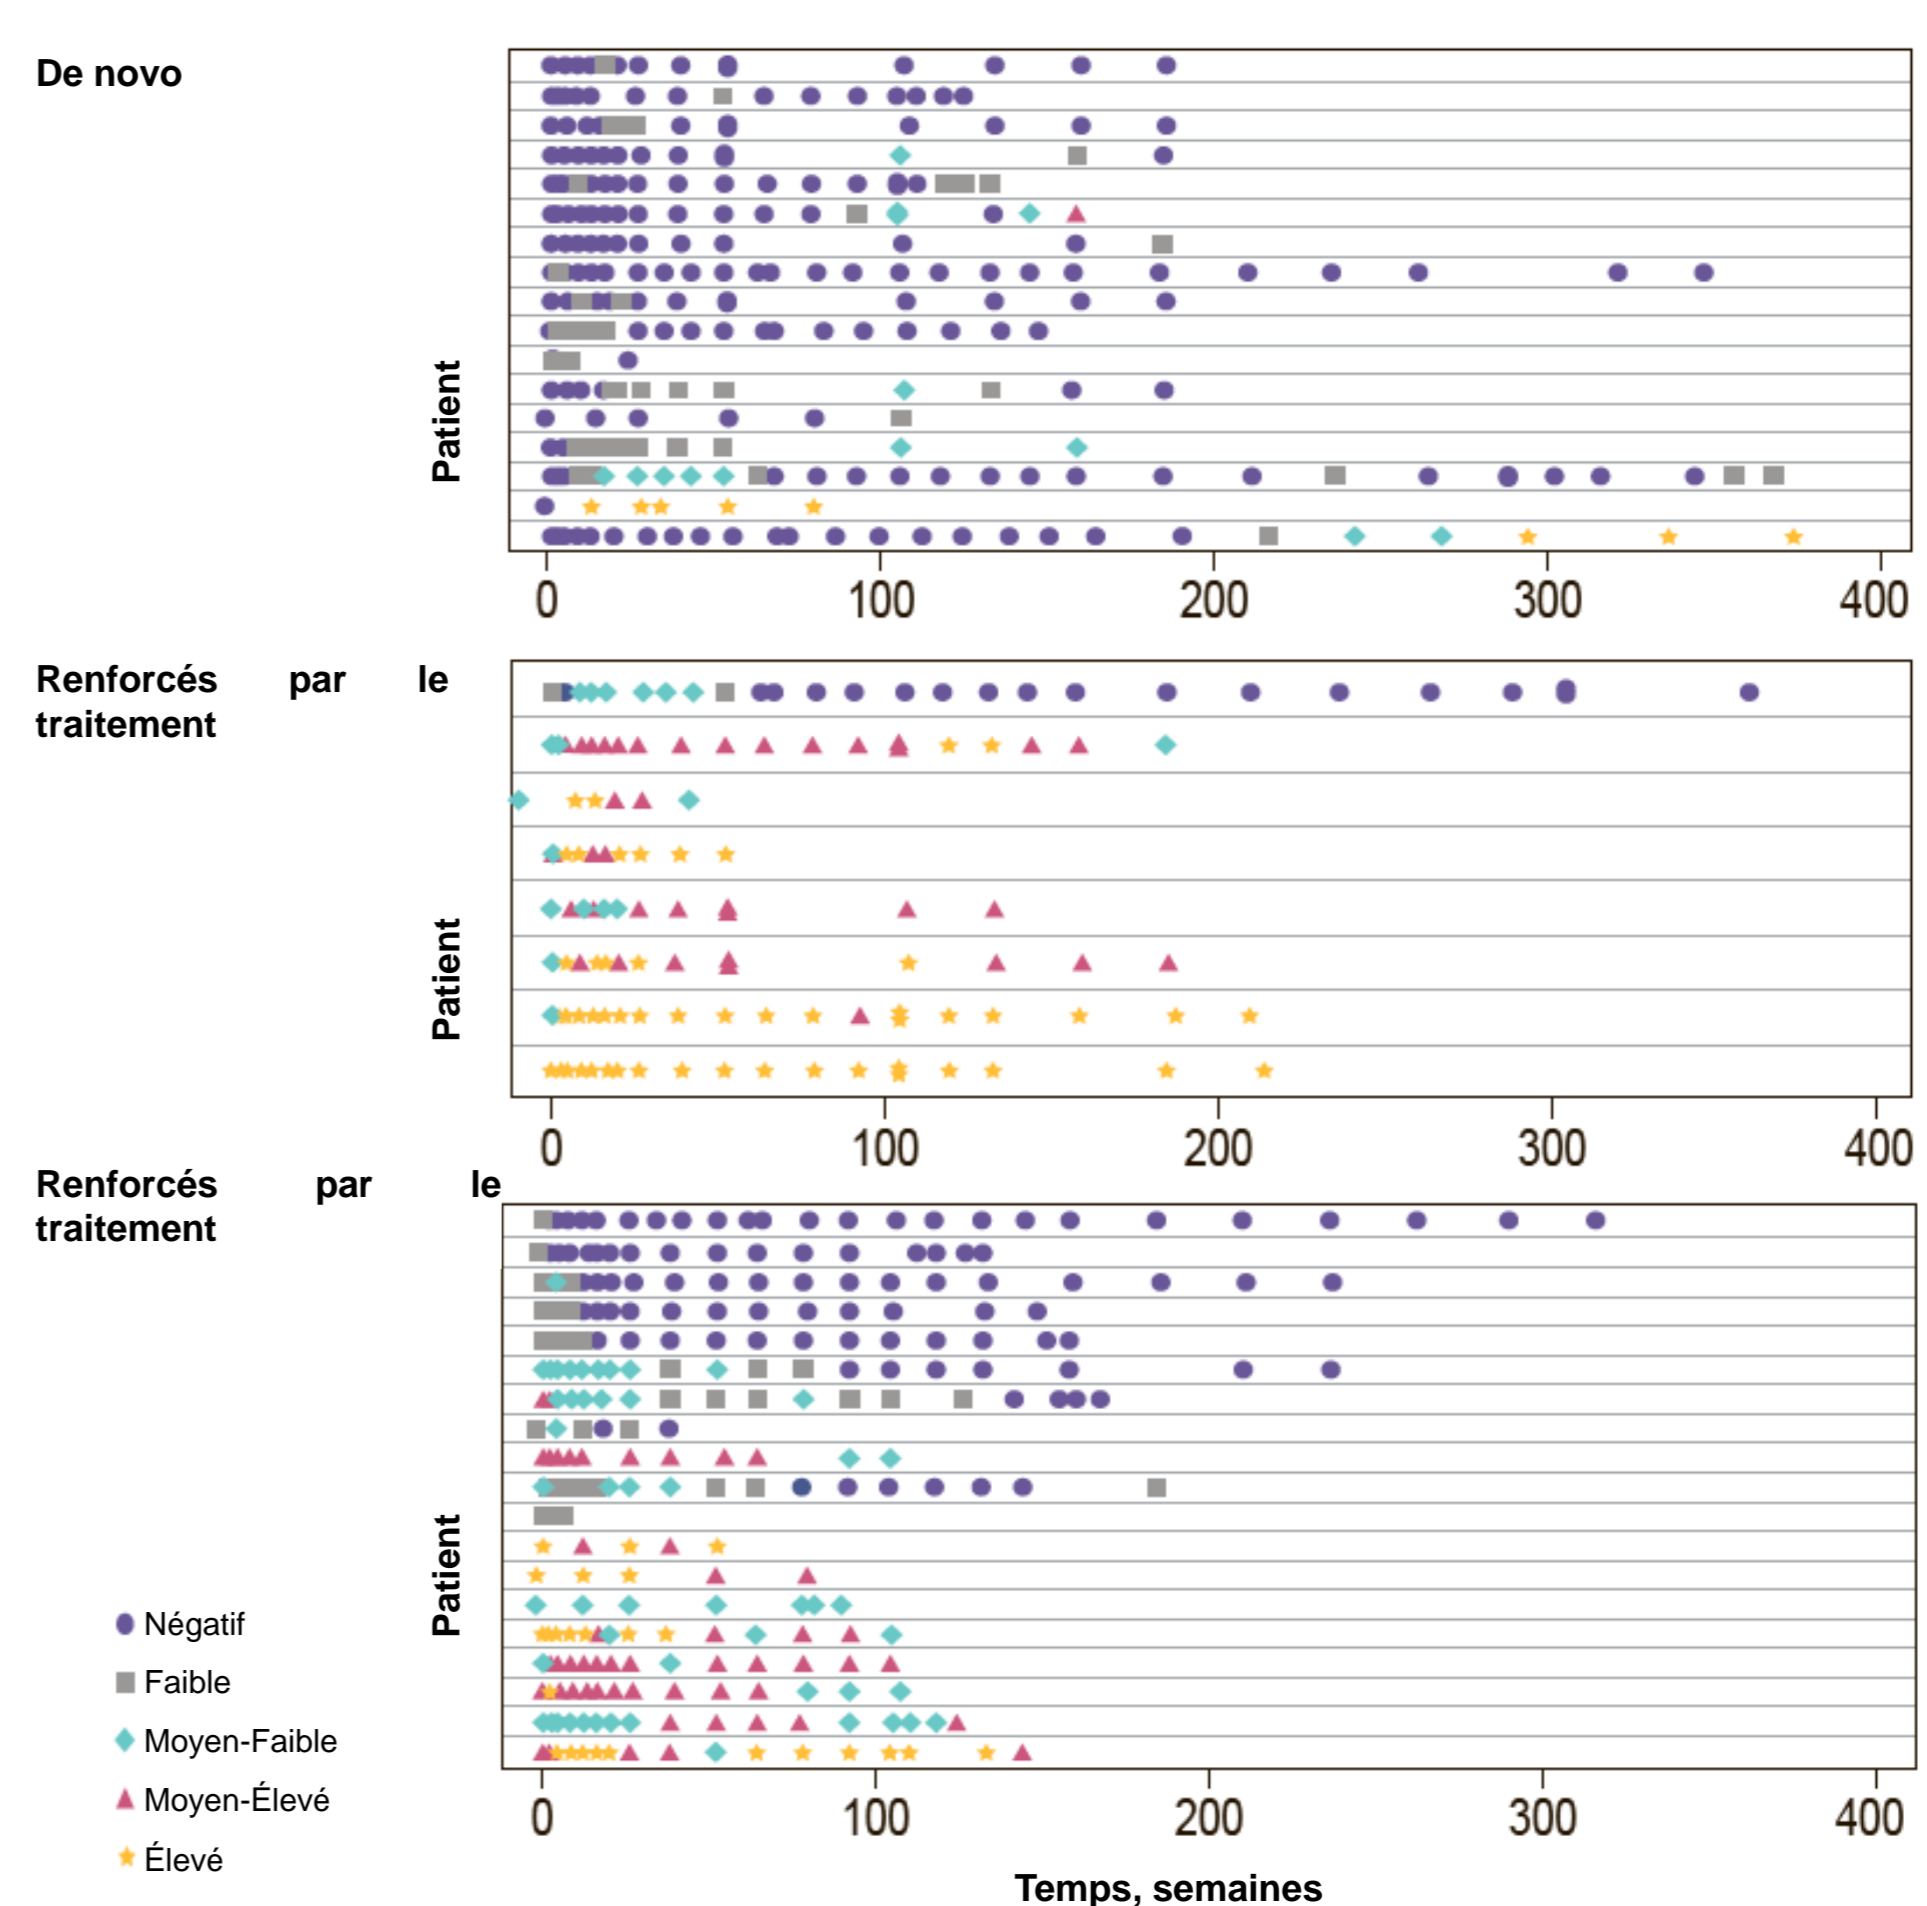 De novo
Patient
0 100 200 300 400
Renforcés par le
traitement
Patient
0 100 200 300 400
Renforcés par le
traitement
Patient
Négatif
Faible
Moyen-Faible
Moyen-Élevé
Élevé
0 100 200 300 400
Temps, semaines